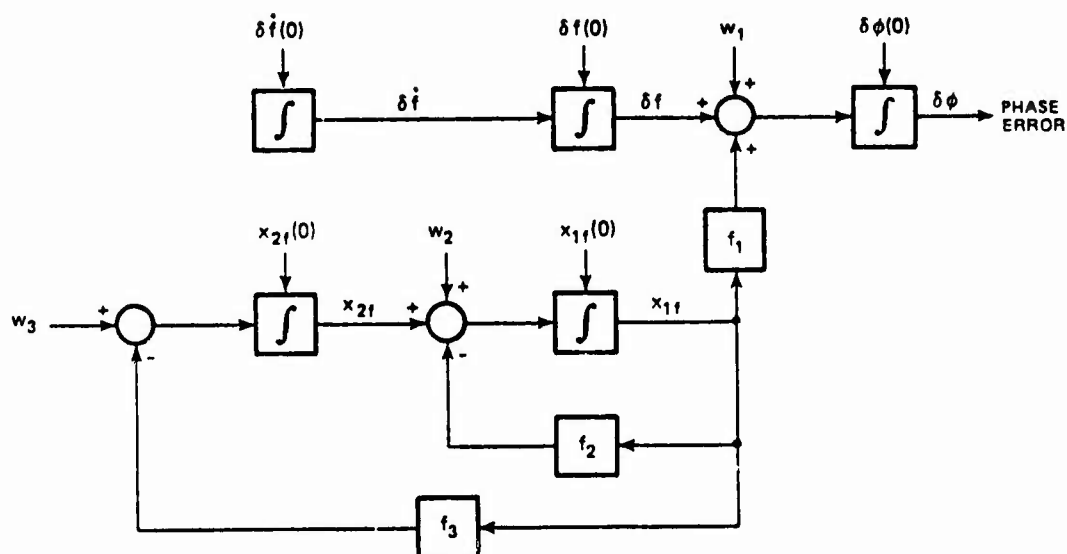 δḟ(0)
δf(0)
w₁
δϕ(0)
∫
δḟ
∫
δf
+
+
+
∫
δϕ
PHASE
ERROR
f₁
x₂f(0)
w₂
x₁f(0)
w₃
+
-
∫
x₂f
+
+
-
∫
x₁f
f₂
f₃